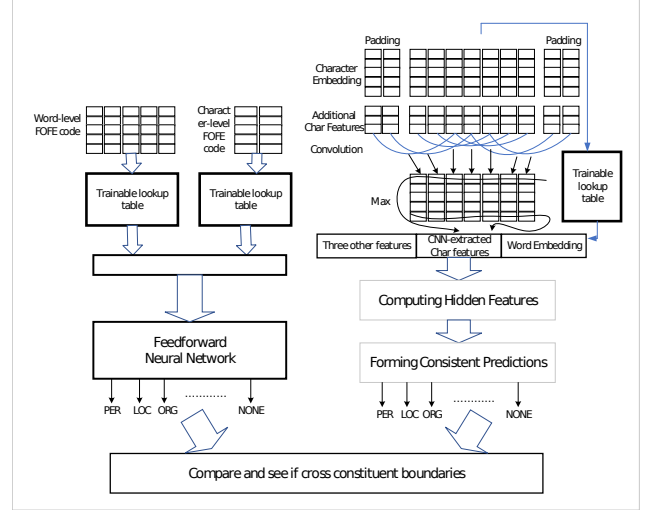 Padding
Padding
Character
Embedding
Word-level
FOFE code
Charact
er-level
FOFE
code
Additional
Char Features
Convolution
Trainable lookup
table
Trainable lookup
table
Trainable
lookup
table
Max
Three other features
CNN-extracted
Char features
Word Embedding
Computing Hidden Features
Feedforward
Neural Network
Forming Consistent Predictions
PER LOC ORG ............ NONE
PER LOC ORG ............ NONE
Compare and see if cross constituent boundaries